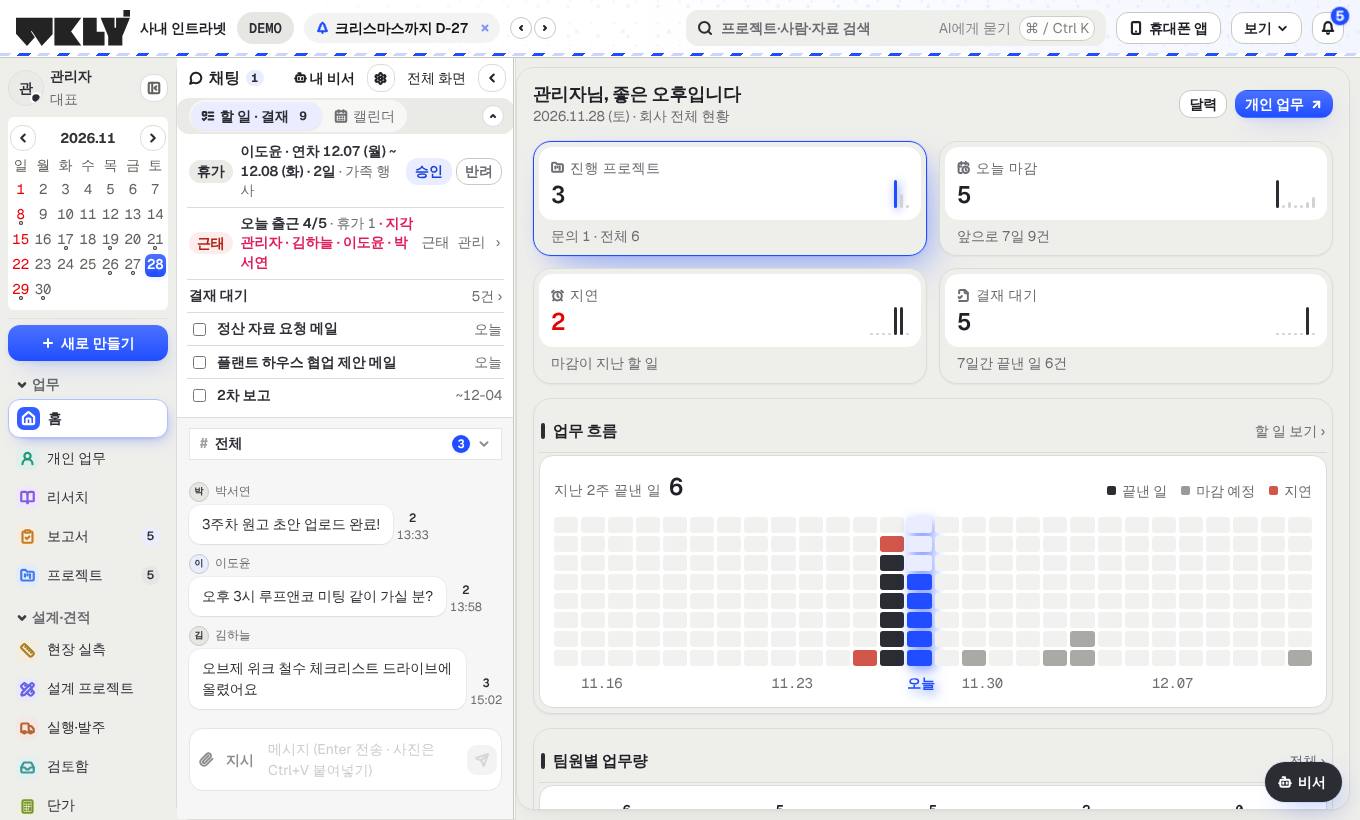 WKLY 사내 인트라넷 DEMO 크리스마스까지 D-27 × ‹ › 프로젝트·사람·자료 검색 AI에게 묻기 ⌘ / Ctrl K 휴대폰 앱 보기 5
관 관리자
대표
2026.11
일 월 화 수 목 금 토
1 2 3 4 5 6 7
8 9 10 11 12 13 14
15 16 17 18 19 20 21
22 23 24 25 26 27 28
29 30
+ 새로 만들기
업무
홈
개인 업무
리서치
보고서 5
프로젝트 5
설계·견적
현장 실측
설계 프로젝트
실행·발주
검토함
단가
채팅 1 내 비서 전체 화면
할 일 · 결재 9 캘린더
휴가 이도윤 · 연차 12.07 (월) ~
12.08 (화) · 2일 · 가족 행
사
승인 반려
근태 오늘 출근 4/5 · 휴가 1 · 지각
관리자 · 김하늘 · 이도윤 · 박
서연
근태 관리 ›
결재 대기 5건 ›
정산 자료 요청 메일 오늘
플랜트 하우스 협업 제안 메일 오늘
2차 보고 ~12-04
# 전체 3
박 박서연
3주차 원고 초안 업로드 완료! 2
13:33
이 이도윤
오후 3시 루프앤코 미팅 같이 가실 분? 2
13:58
김 김하늘
오브제 위크 철수 체크리스트 드라이브에
올렸어요
3
15:02
지시 메시지 (Enter 전송 · 사진은
Ctrl+V 붙여넣기)
관리자님, 좋은 오후입니다
2026.11.28 (토) · 회사 전체 현황
달력 개인 업무
진행 프로젝트
3
문의 1 · 전체 6
오늘 마감
5
앞으로 7일 9건
지연
2
마감이 지난 할 일
결재 대기
5
7일간 끝낸 일 6건
업무 흐름 할 일 보기 ›
지난 2주 끝낸 일 6 끝낸 일 마감 예정 지연
11.16 11.23 오늘 11.30 12.07
팀원별 업무량 전체 ›
비서